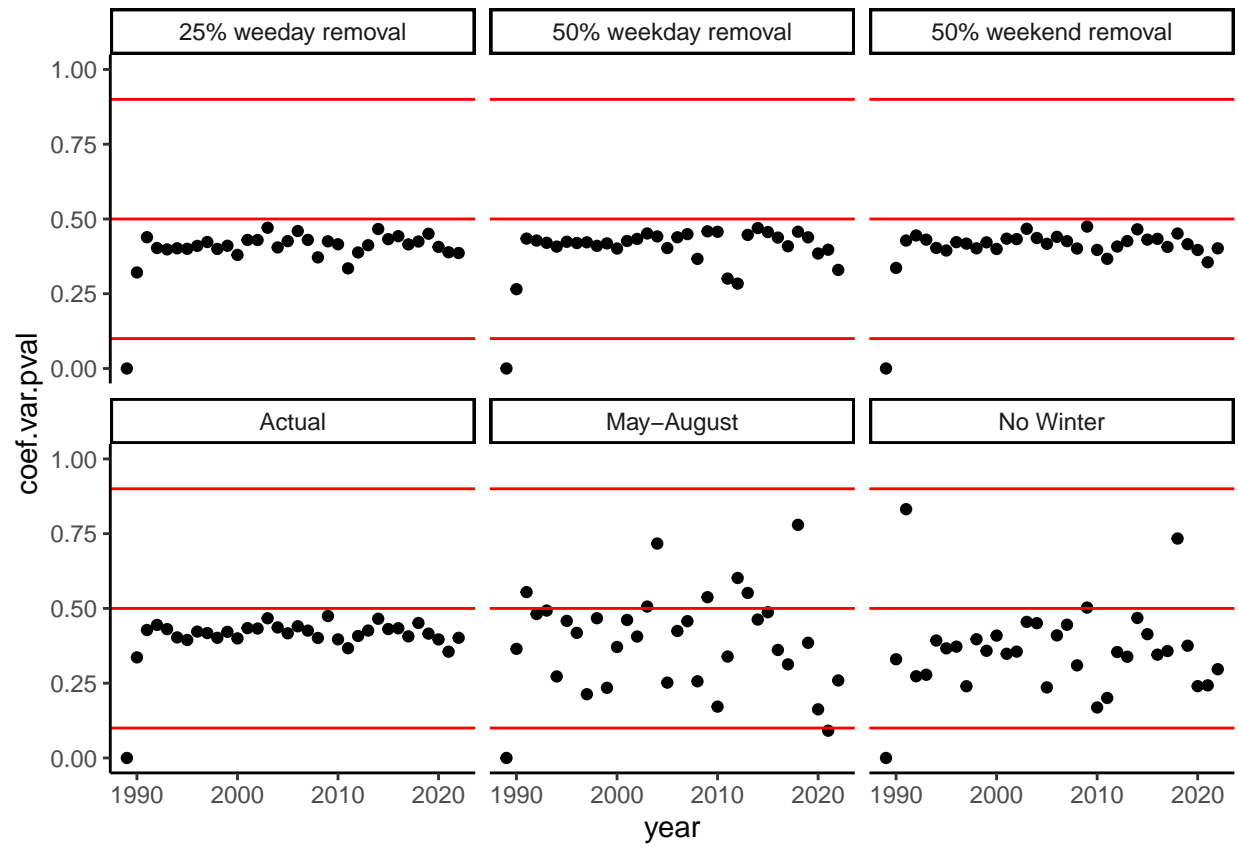 25% weeday removal
50% weekday removal
50% weekend removal
1.00
0.75
0.50
0.25
0.00
coef.var.pval
Actual
May−August
No Winter
1.00
0.75
0.50
0.25
0.00
1990 2000 2010 2020
1990 2000 2010 2020
1990 2000 2010 2020
year